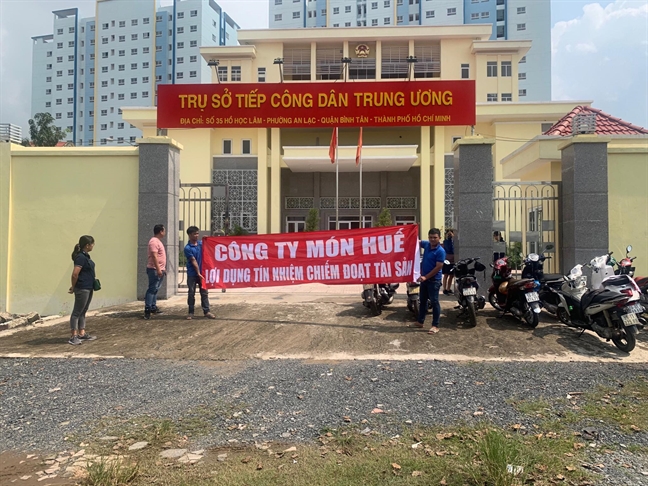 TRỤ SỞ TIẾP CÔNG DÂN TRUNG ƯƠNG
ĐỊA CHỈ: SỐ 35 HỒ HỌC LÃM - PHƯỜNG AN LẠC - QUẬN BÌNH TÂN - THÀNH PHỐ HỒ CHÍ MINH
CÔNG TY MÓN HUẾ
LỢI DỤNG TÍN NHIỆM CHIẾM ĐOẠT TÀI SẢN